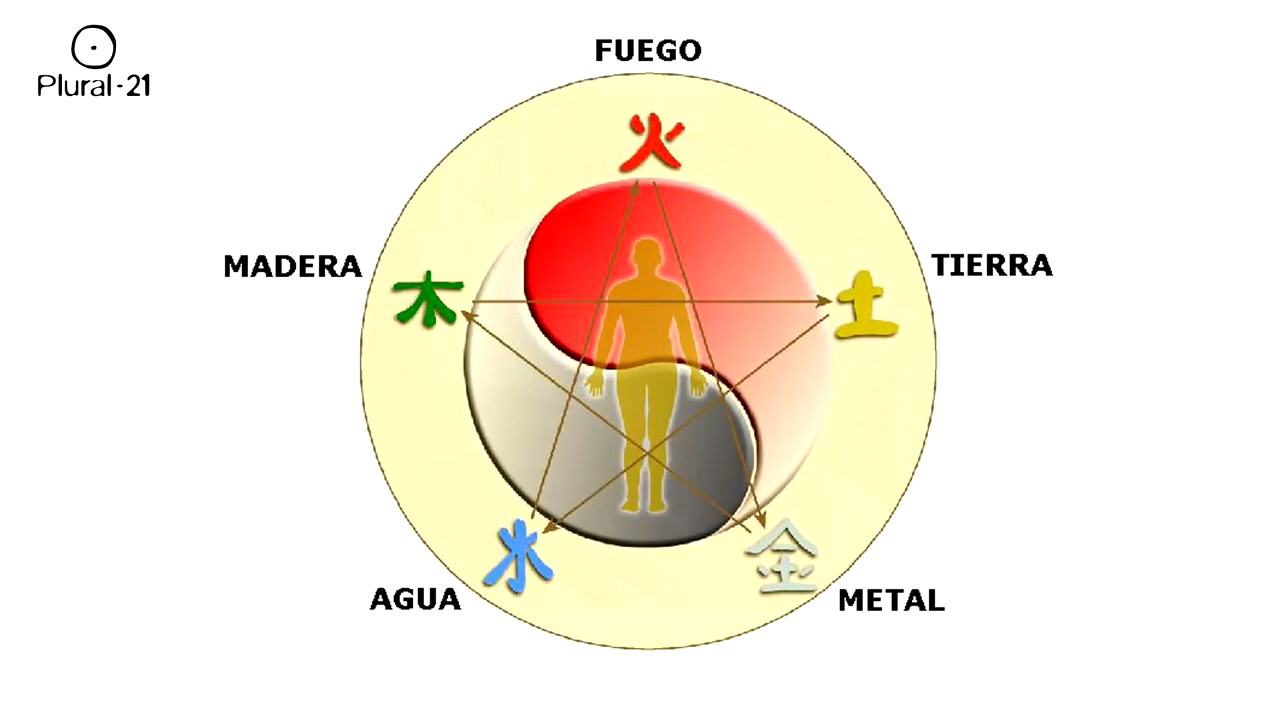 Plural-21
FUEGO
火
MADERA
木
TIERRA
土
水
金
AGUA
METAL